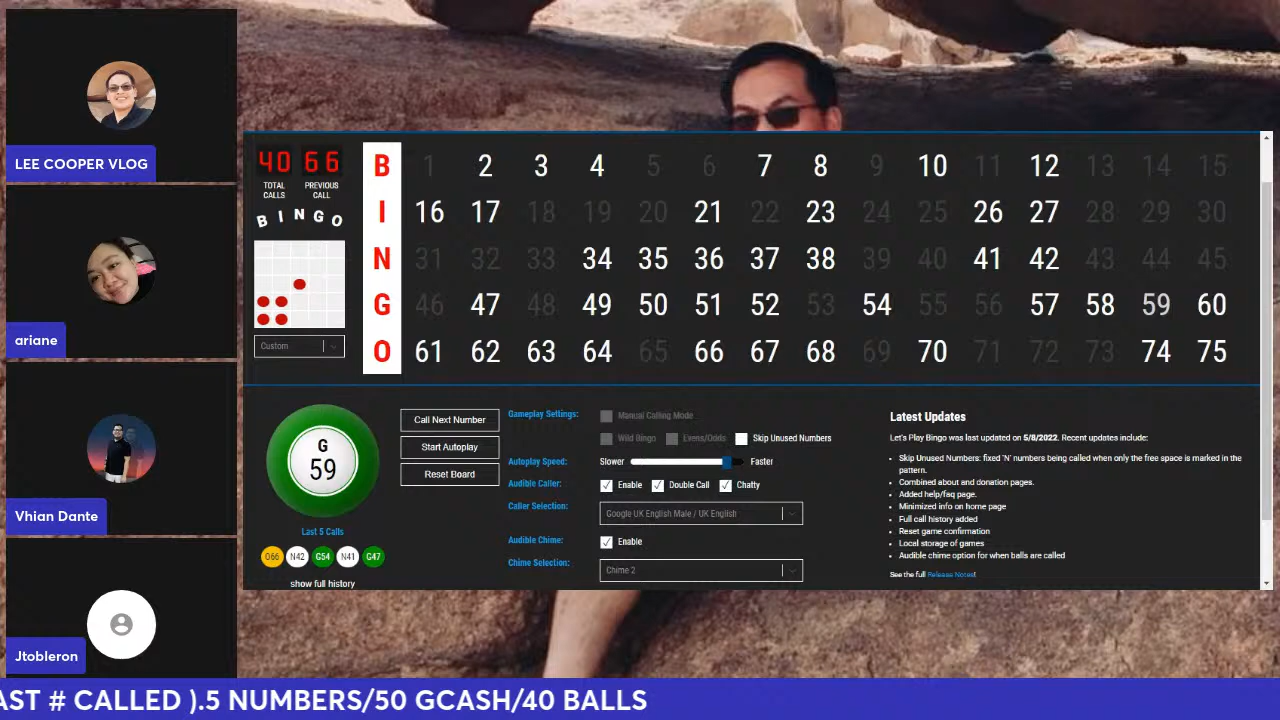 LEE COOPER VLOG
ariane
Vhian Dante
Jtobleron
40 66
TOTAL CALLS PREVIOUS CALL
B I N G O
Custom
B 1 2 3 4 5 6 7 8 9 10 11 12 13 14 15
I 16 17 18 19 20 21 22 23 24 25 26 27 28 29 30
N 31 32 33 34 35 36 37 38 39 40 41 42 43 44 45
G 46 47 48 49 50 51 52 53 54 55 56 57 58 59 60
O 61 62 63 64 65 66 67 68 69 70 71 72 73 74 75
G
59
Last 5 Calls
O66 N42 G54 N41 G47
show full history
Call Next Number
Start Autoplay
Reset Board
Gameplay Settings: Manual Calling Mode
Wild Bingo Evens/Odds Skip Unused Numbers
Autoplay Speed: Slower Faster
Audible Caller: Enable Double Call Chatty
Caller Selection: Google UK English Male / UK English
Audible Chime: Enable
Chime Selection: Chime 2
Latest Updates
Let's Play Bingo was last updated on 5/8/2022. Recent updates include:
Skip Unused Numbers: fixed 'N' numbers being called when only the free space is marked in the
pattern.
Combined about and donation pages.
Added help/faq page.
Minimized info on home page
Full call history added
Reset game confirmation
Local storage of games
Audible chime option for when balls are called
See the full Release Notes!
AST # CALLED ).5 NUMBERS/50 GCASH/40 BALLS